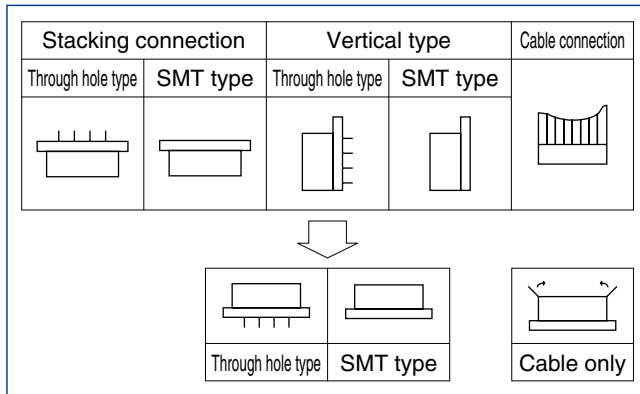 Stacking connection
Vertical type
Cable connection
Through hole type
SMT type
Through hole type
SMT type
Through hole type
SMT type
Cable only